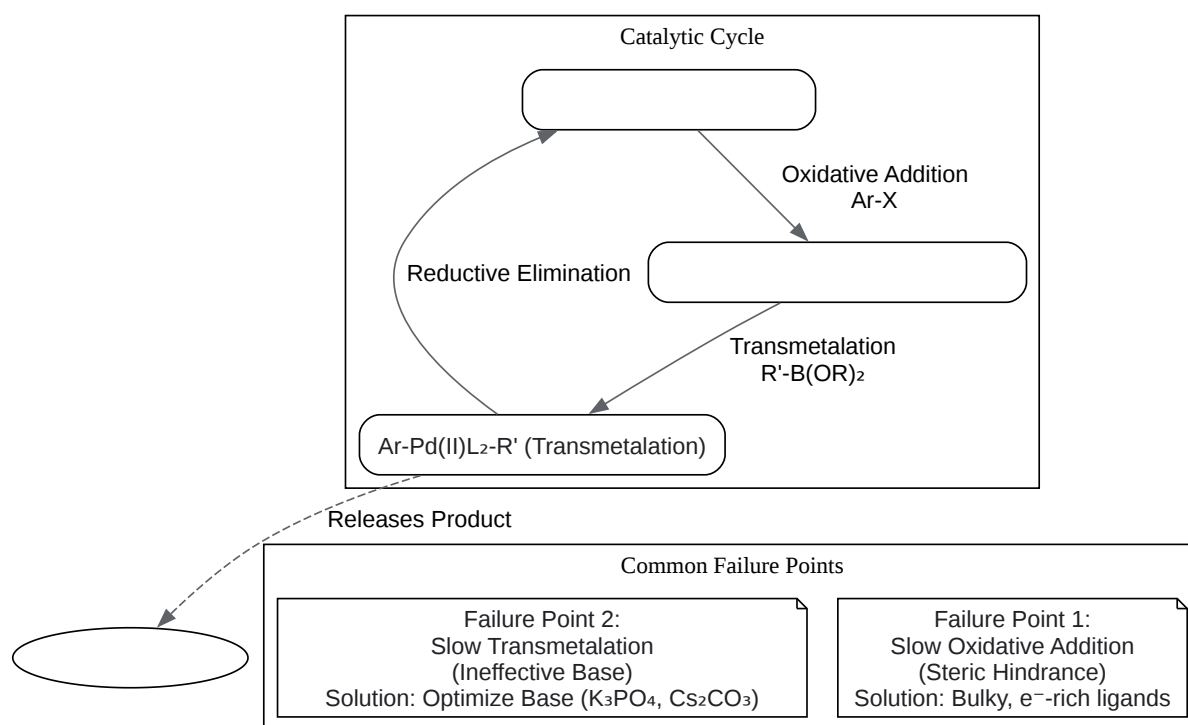 Catalytic Cycle
Oxidative Addition
Ar-X
Reductive Elimination
Transmetalation
R'-B(OR)₂
Ar-Pd(II)L₂-R' (Transmetalation)
Releases Product
Common Failure Points
Failure Point 2:
Slow Transmetalation
(Ineffective Base)
Solution: Optimize Base (K₃PO₄, Cs₂CO₃)
Failure Point 1:
Slow Oxidative Addition
(Steric Hindrance)
Solution: Bulky, e⁻-rich ligands